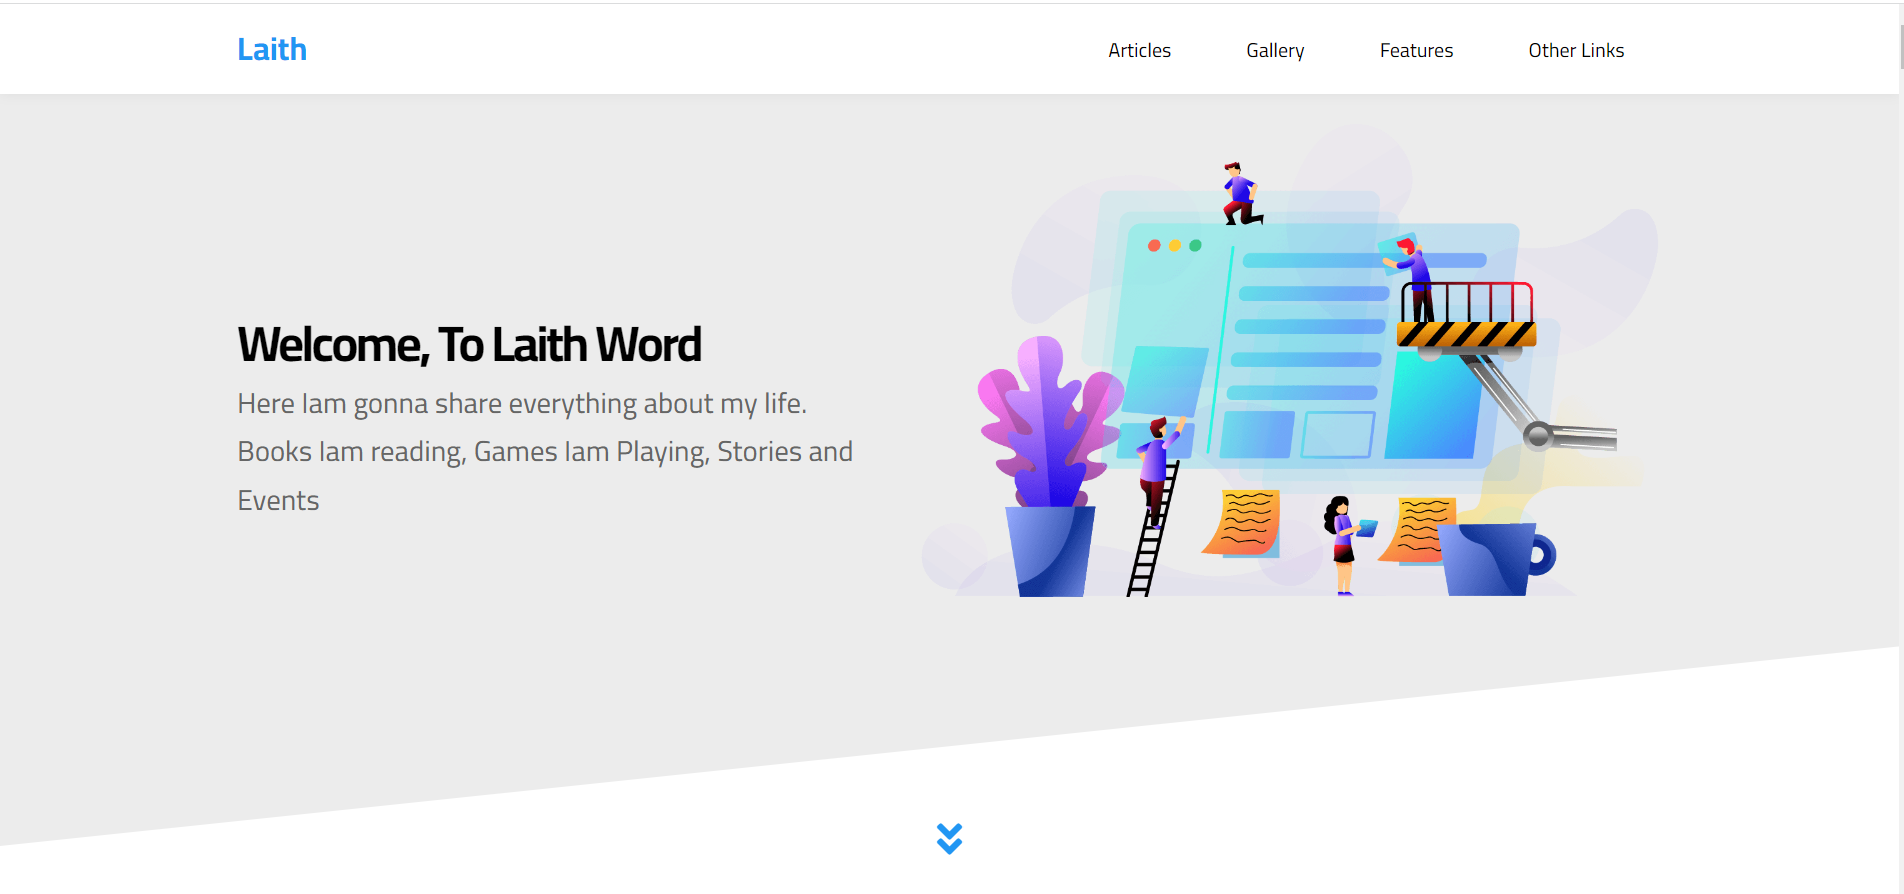 Laith
Articles
Gallery
Features
Other Links
Welcome, To Laith Word
Here Iam gonna share everything about my life.
Books Iam reading, Games Iam Playing, Stories and
Events